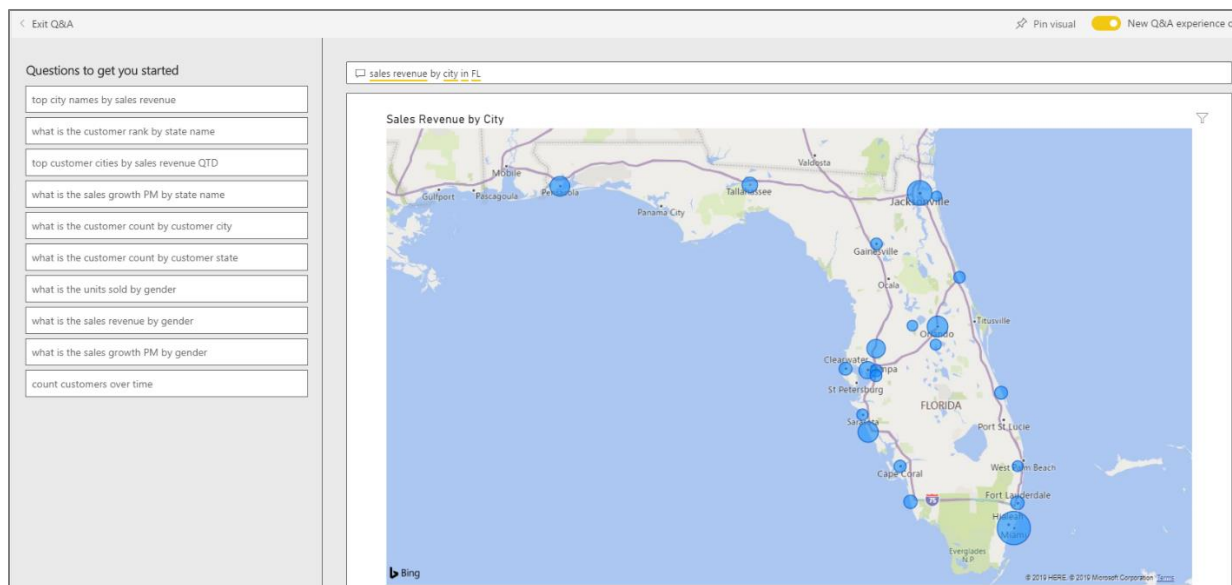 Exit Q&A
Pin visual
New Q&A experience
Questions to get you started
top city names by sales revenue
what is the customer rank by state name
top customer cities by sales revenue QTD
what is the sales growth PM by state name
what is the customer count by customer city
what is the customer count by customer state
what is the units sold by gender
what is the sales revenue by gender
what is the sales growth PM by gender
count customers over time
sales revenue by city in FL
Sales Revenue by City
Valdosta
Mobile
Gulfport
Pascagoula
Pensacola
Tallahassee
Panama City
Jacksonville
Gainesville
Ocala
Titusville
Orlando
Clearwater
Tampa
St Petersburg
FLORIDA
Sarasota
Port St Lucie
Cape Coral
West Palm Beach
75
Fort Lauderdale
Hialeah
Miami
Everglades
N.P.
Bing
© 2019 HERE, © 2019 Microsoft Corporation Terms